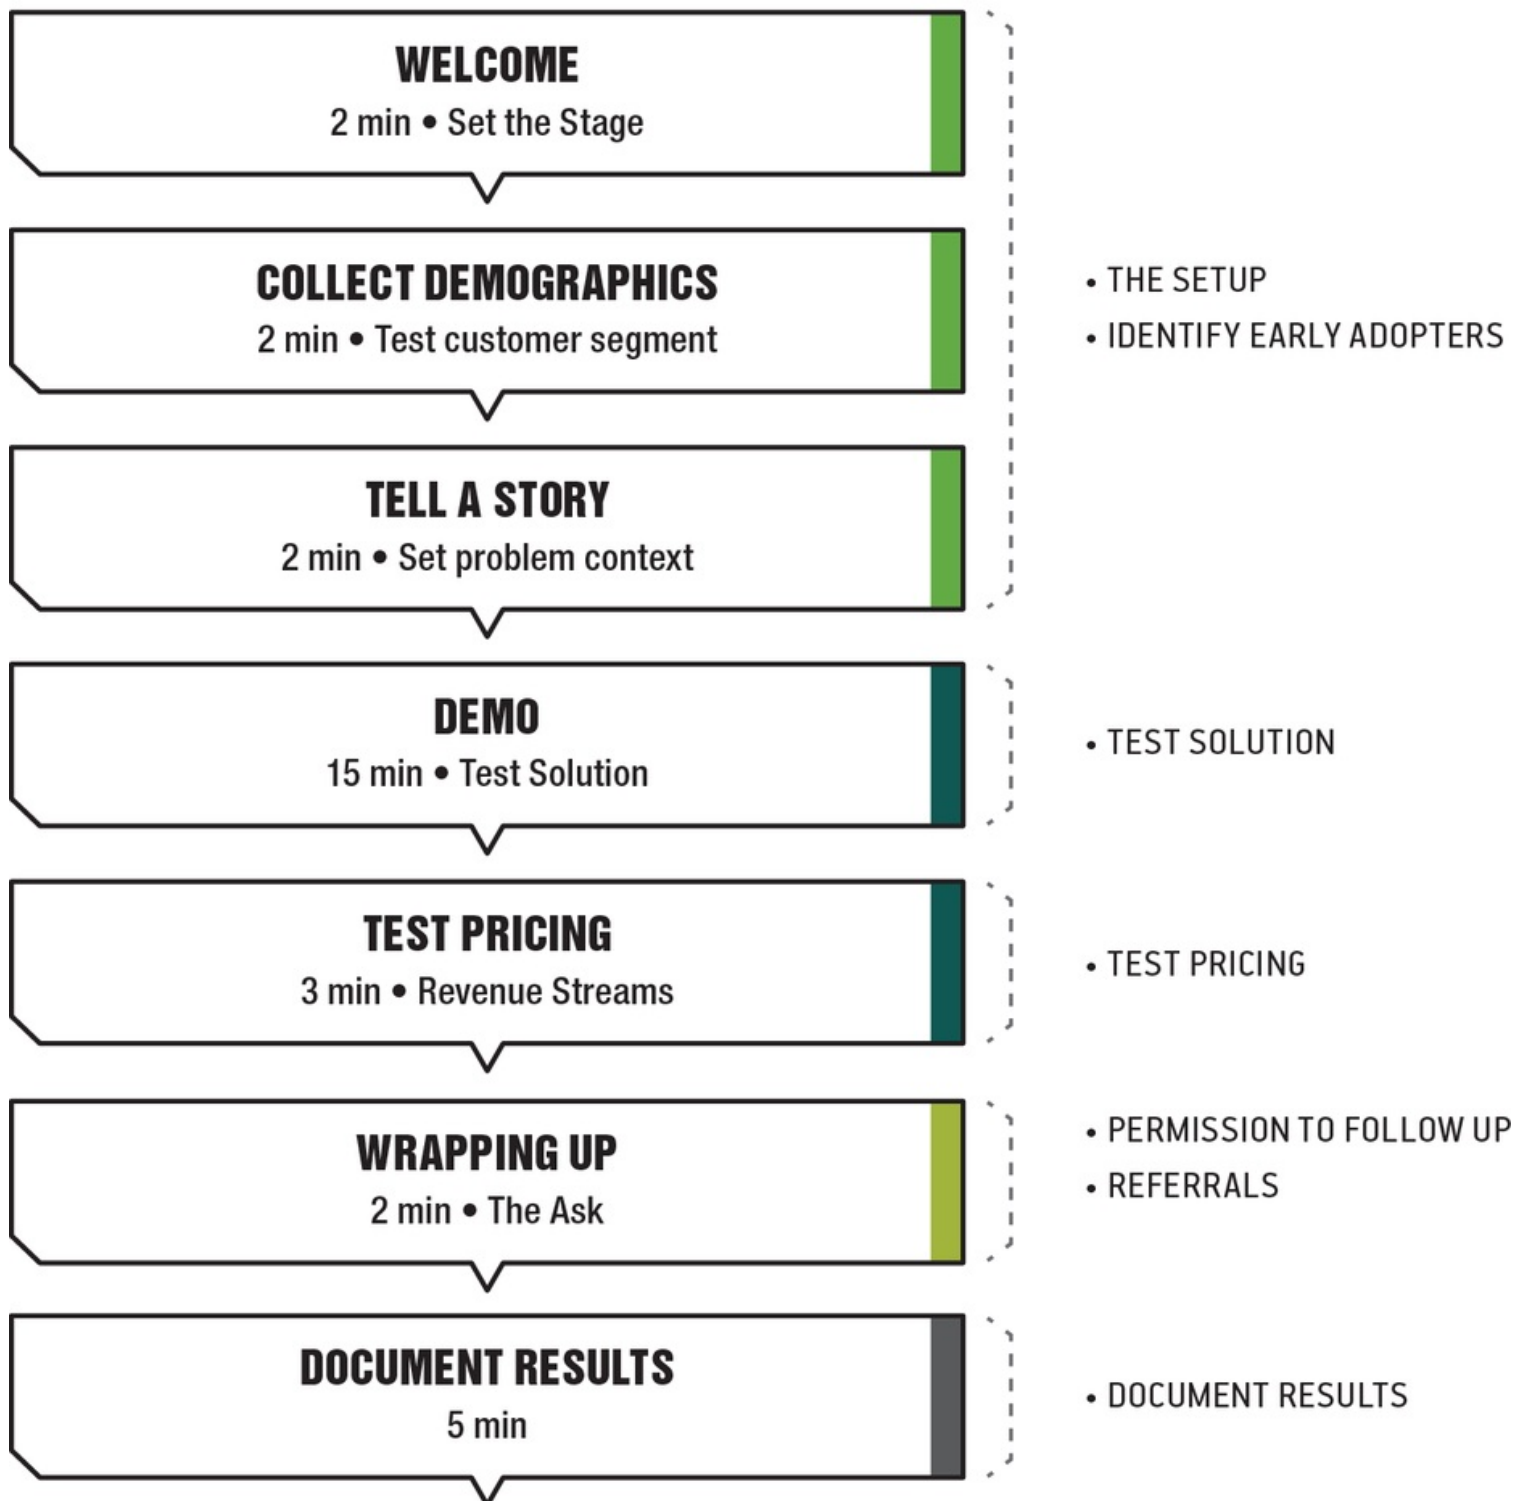 WELCOME
2 min • Set the Stage
COLLECT DEMOGRAPHICS
2 min • Test customer segment
• THE SETUP
• IDENTIFY EARLY ADOPTERS
TELL A STORY
2 min • Set problem context
DEMO
15 min • Test Solution
• TEST SOLUTION
TEST PRICING
3 min • Revenue Streams
• TEST PRICING
WRAPPING UP
2 min • The Ask
• PERMISSION TO FOLLOW UP
• REFERRALS
DOCUMENT RESULTS
5 min
• DOCUMENT RESULTS